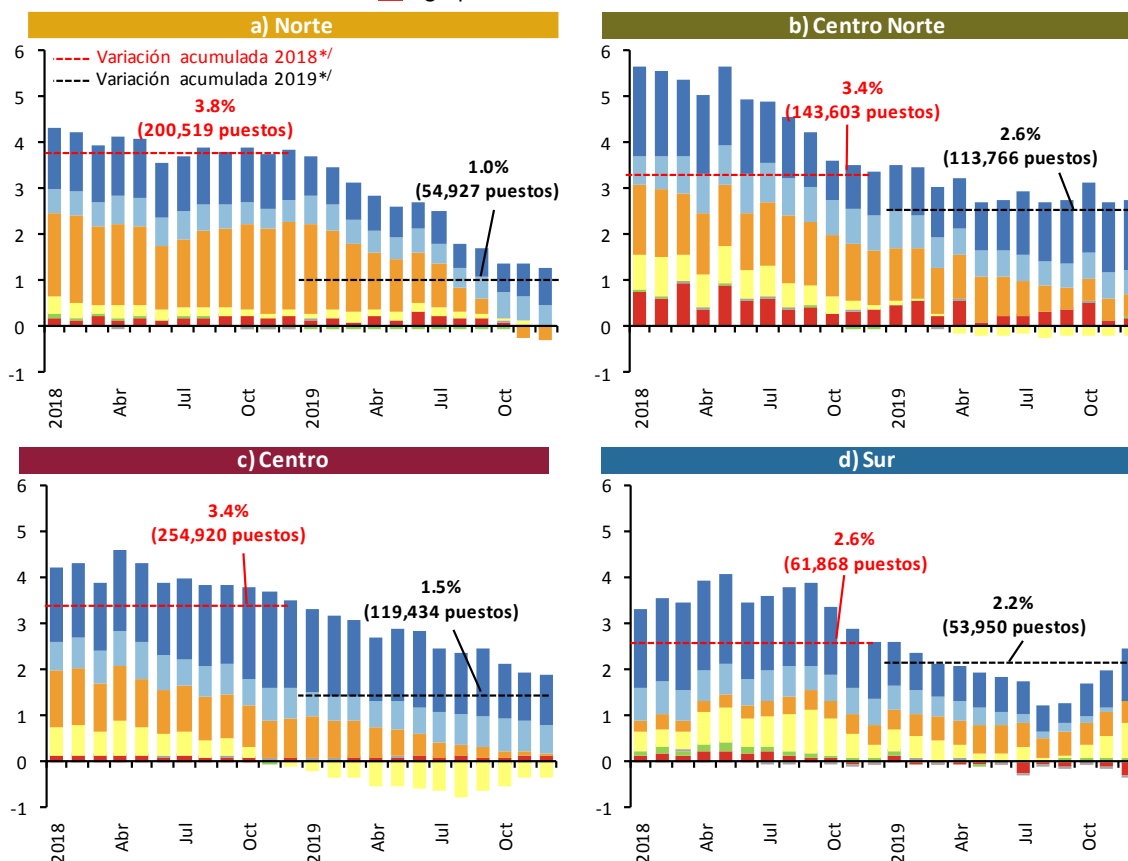 a) Norte
b) Centro Norte
6
5
4
3
2
1
0
-1
Variación acumulada 2018*/
Variación acumulada 2019*/
3.8%
(200,519 puestos)
1.0%
(54,927 puestos)
2018
Abr
Jul
Oct
2019
Abr
Jul
Oct
6
5
4
3
2
1
0
-1
3.4%
(143,603 puestos)
2.6%
(113,766 puestos)
2018
Abr
Jul
Oct
2019
Abr
Jul
Oct
c) Centro
d) Sur
6
5
4
3
2
1
0
-1
3.4%
(254,920 puestos)
1.5%
(119,434 puestos)
2018
Abr
Jul
Oct
2019
Abr
Jul
Oct
6
5
4
3
2
1
0
-1
2.6%
(61,868 puestos)
2.2%
(53,950 puestos)
2018
Abr
Jul
Oct
2019
Abr
Jul
Oct